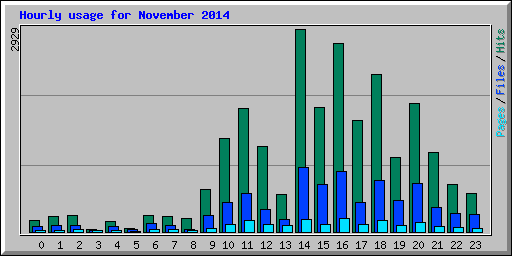 Hourly usage for November 2014
2929
Pages/Files/Hits
0 1 2 3 4 5 6 7 8 9 10 11 12 13 14 15 16 17 18 19 20 21 22 23